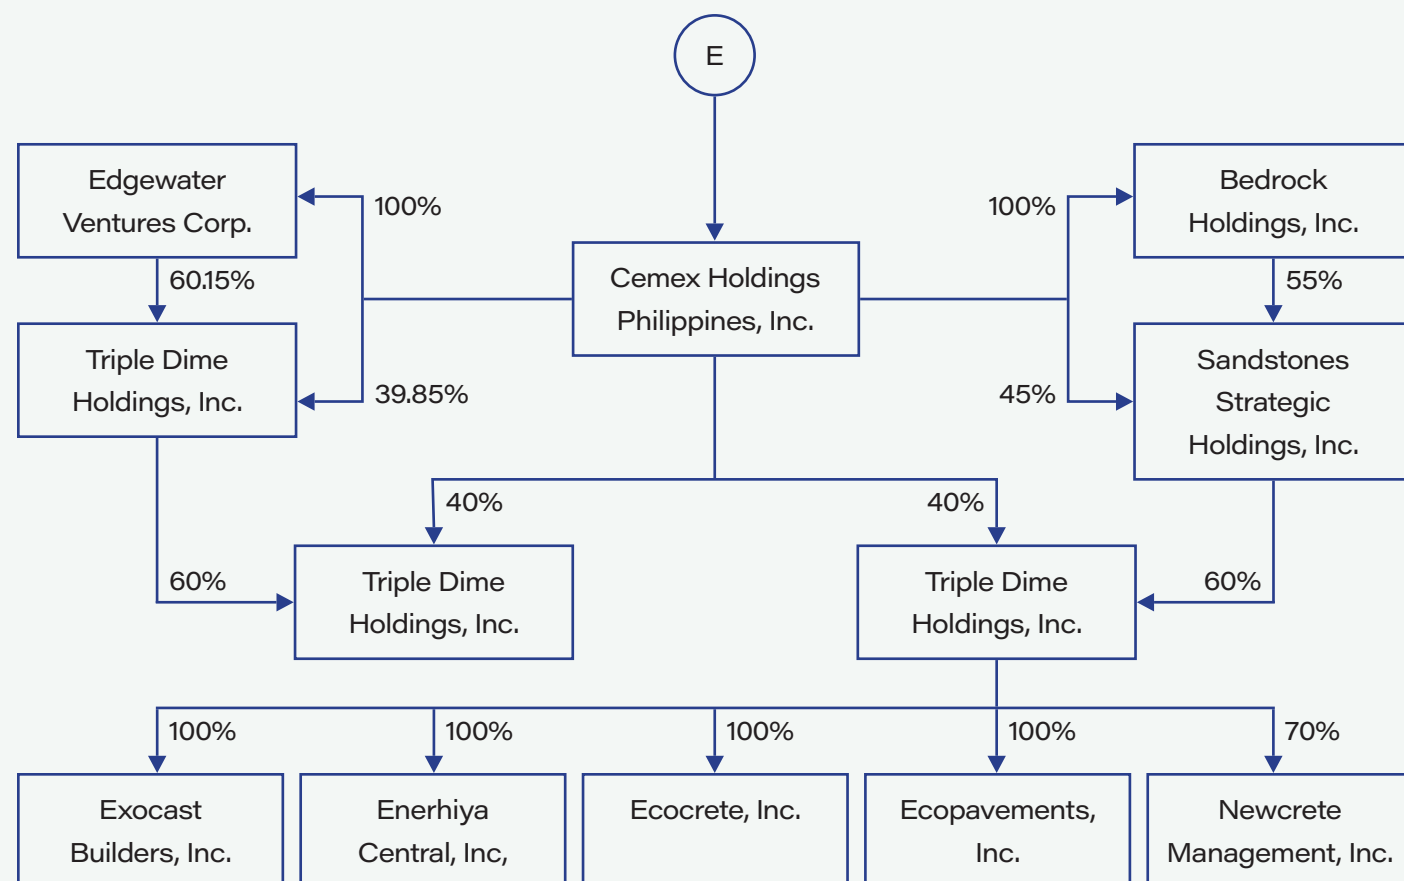 E
Edgewater
Ventures Corp.
100%
100%
Bedrock
Holdings, Inc.
60.15%
Cemex Holdings
Philippines, Inc.
55%
Triple Dime
Holdings, Inc.
39.85%
45%
Sandstones
Strategic
Holdings, Inc.
40%
40%
60%
Triple Dime
Holdings, Inc.
Triple Dime
Holdings, Inc.
60%
100%
100%
100%
100%
70%
Exocast
Builders, Inc.
Enerhiya
Central, Inc,
Ecocrete, Inc.
Ecopavements,
Inc.
Newcrete
Management, Inc.